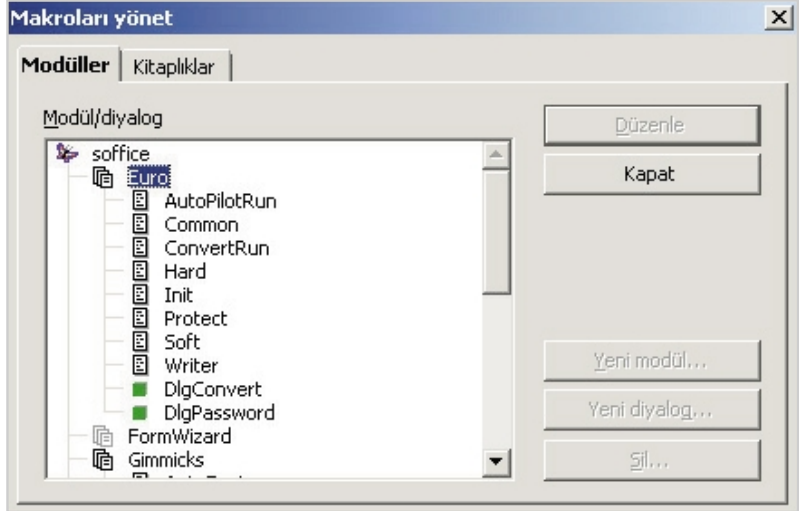 Makroları yönet
Modüller
Kitaplıklar
Modül/diyalog
soffice
Euro
AutoPilotRun
Common
ConvertRun
Hard
Init
Protect
Soft
Writer
DlgConvert
DlgPassword
FormWizard
Gimmicks
Düzenle
Kapat
Yeni modül...
Yeni diyalog...
Sil...